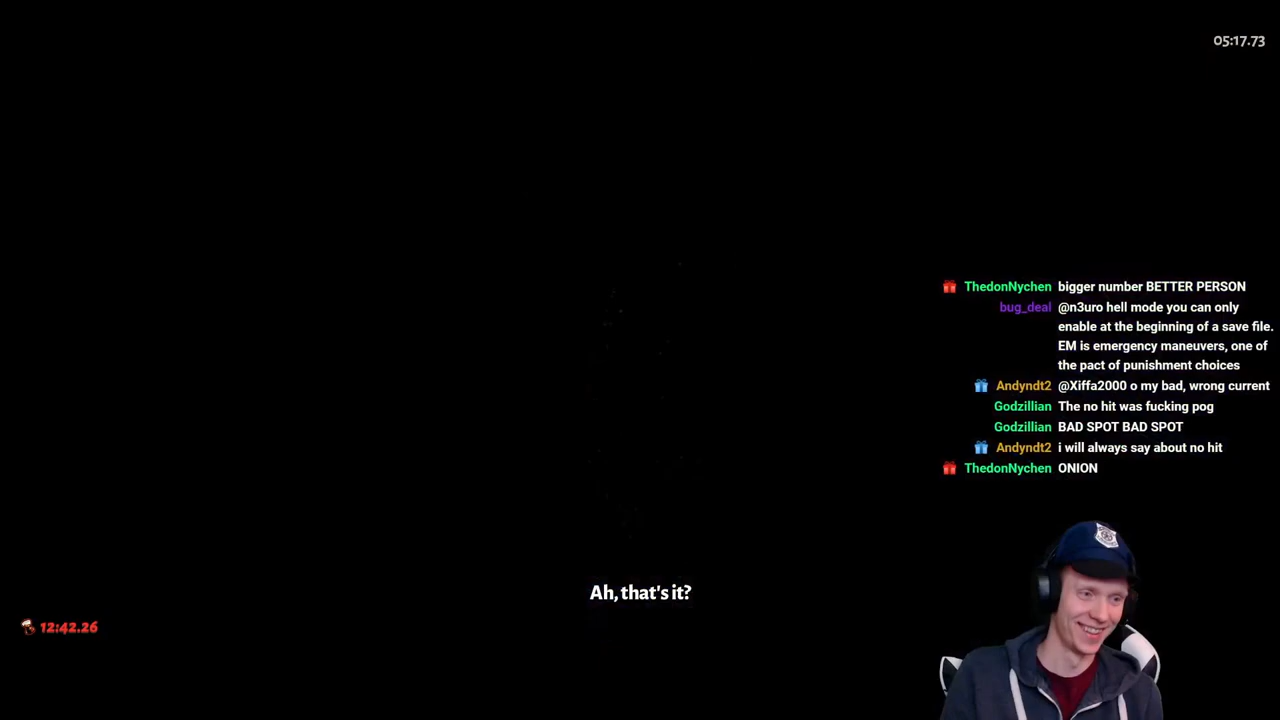 05:17.73
ThedonNychen bigger number BETTER PERSON
bug_deal @n3uro hell mode you can only
enable at the beginning of a save file.
EM is emergency maneuvers, one of
the pact of punishment choices
Andyndt2 @Xiffa2000 o my bad, wrong current
Godzillian The no hit was fucking pog
Godzillian BAD SPOT BAD SPOT
Andyndt2 i will always say about no hit
ThedonNychen ONION
Ah, that's it?
12:42.26